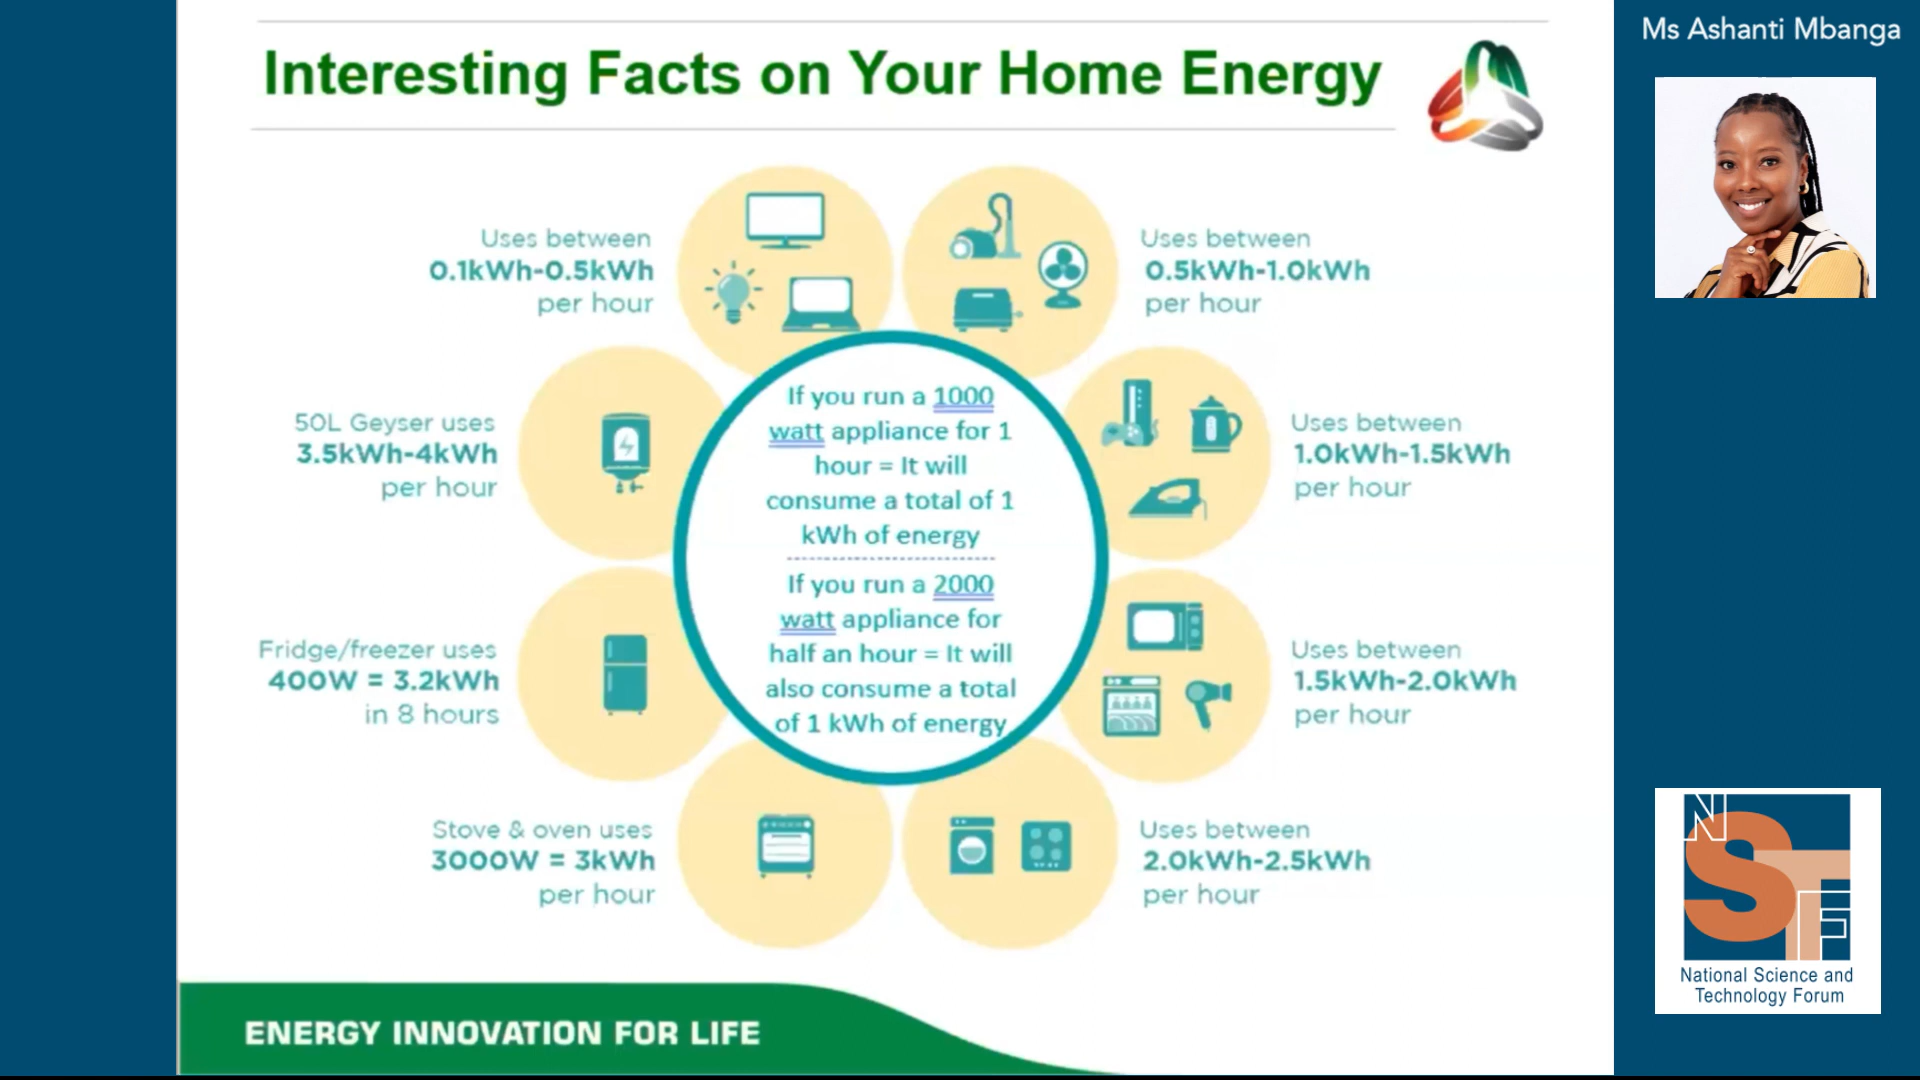 Interesting Facts on Your Home Energy
Ms Ashanti Mbanga
Uses between
0.1kWh-0.5kWh
per hour
Uses between
0.5kWh-1.0kWh
per hour
50L Geyser uses
3.5kWh-4kWh
per hour
If you run a 1000
watt appliance for 1
hour = It will
consume a total of 1
kWh of energy
If you run a 2000
watt appliance for
half an hour = It will
also consume a total
of 1 kWh of energy
Uses between
1.0kWh-1.5kWh
per hour
Fridge/freezer uses
400W = 3.2kWh
in 8 hours
Uses between
1.5kWh-2.0kWh
per hour
Stove & oven uses
3000W = 3kWh
per hour
Uses between
2.0kWh-2.5kWh
per hour
ENERGY INNOVATION FOR LIFE
NSTF
National Science and
Technology Forum